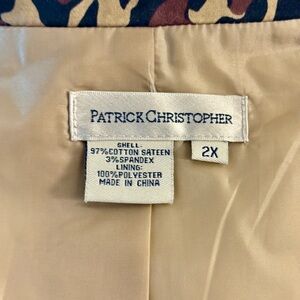 PATRICK CHRISTOPHER
2X
SHELL:
97%COTTON SATEEN
3%SPANDEX
LINING:
100%POLYESTER
MADE IN CHINA